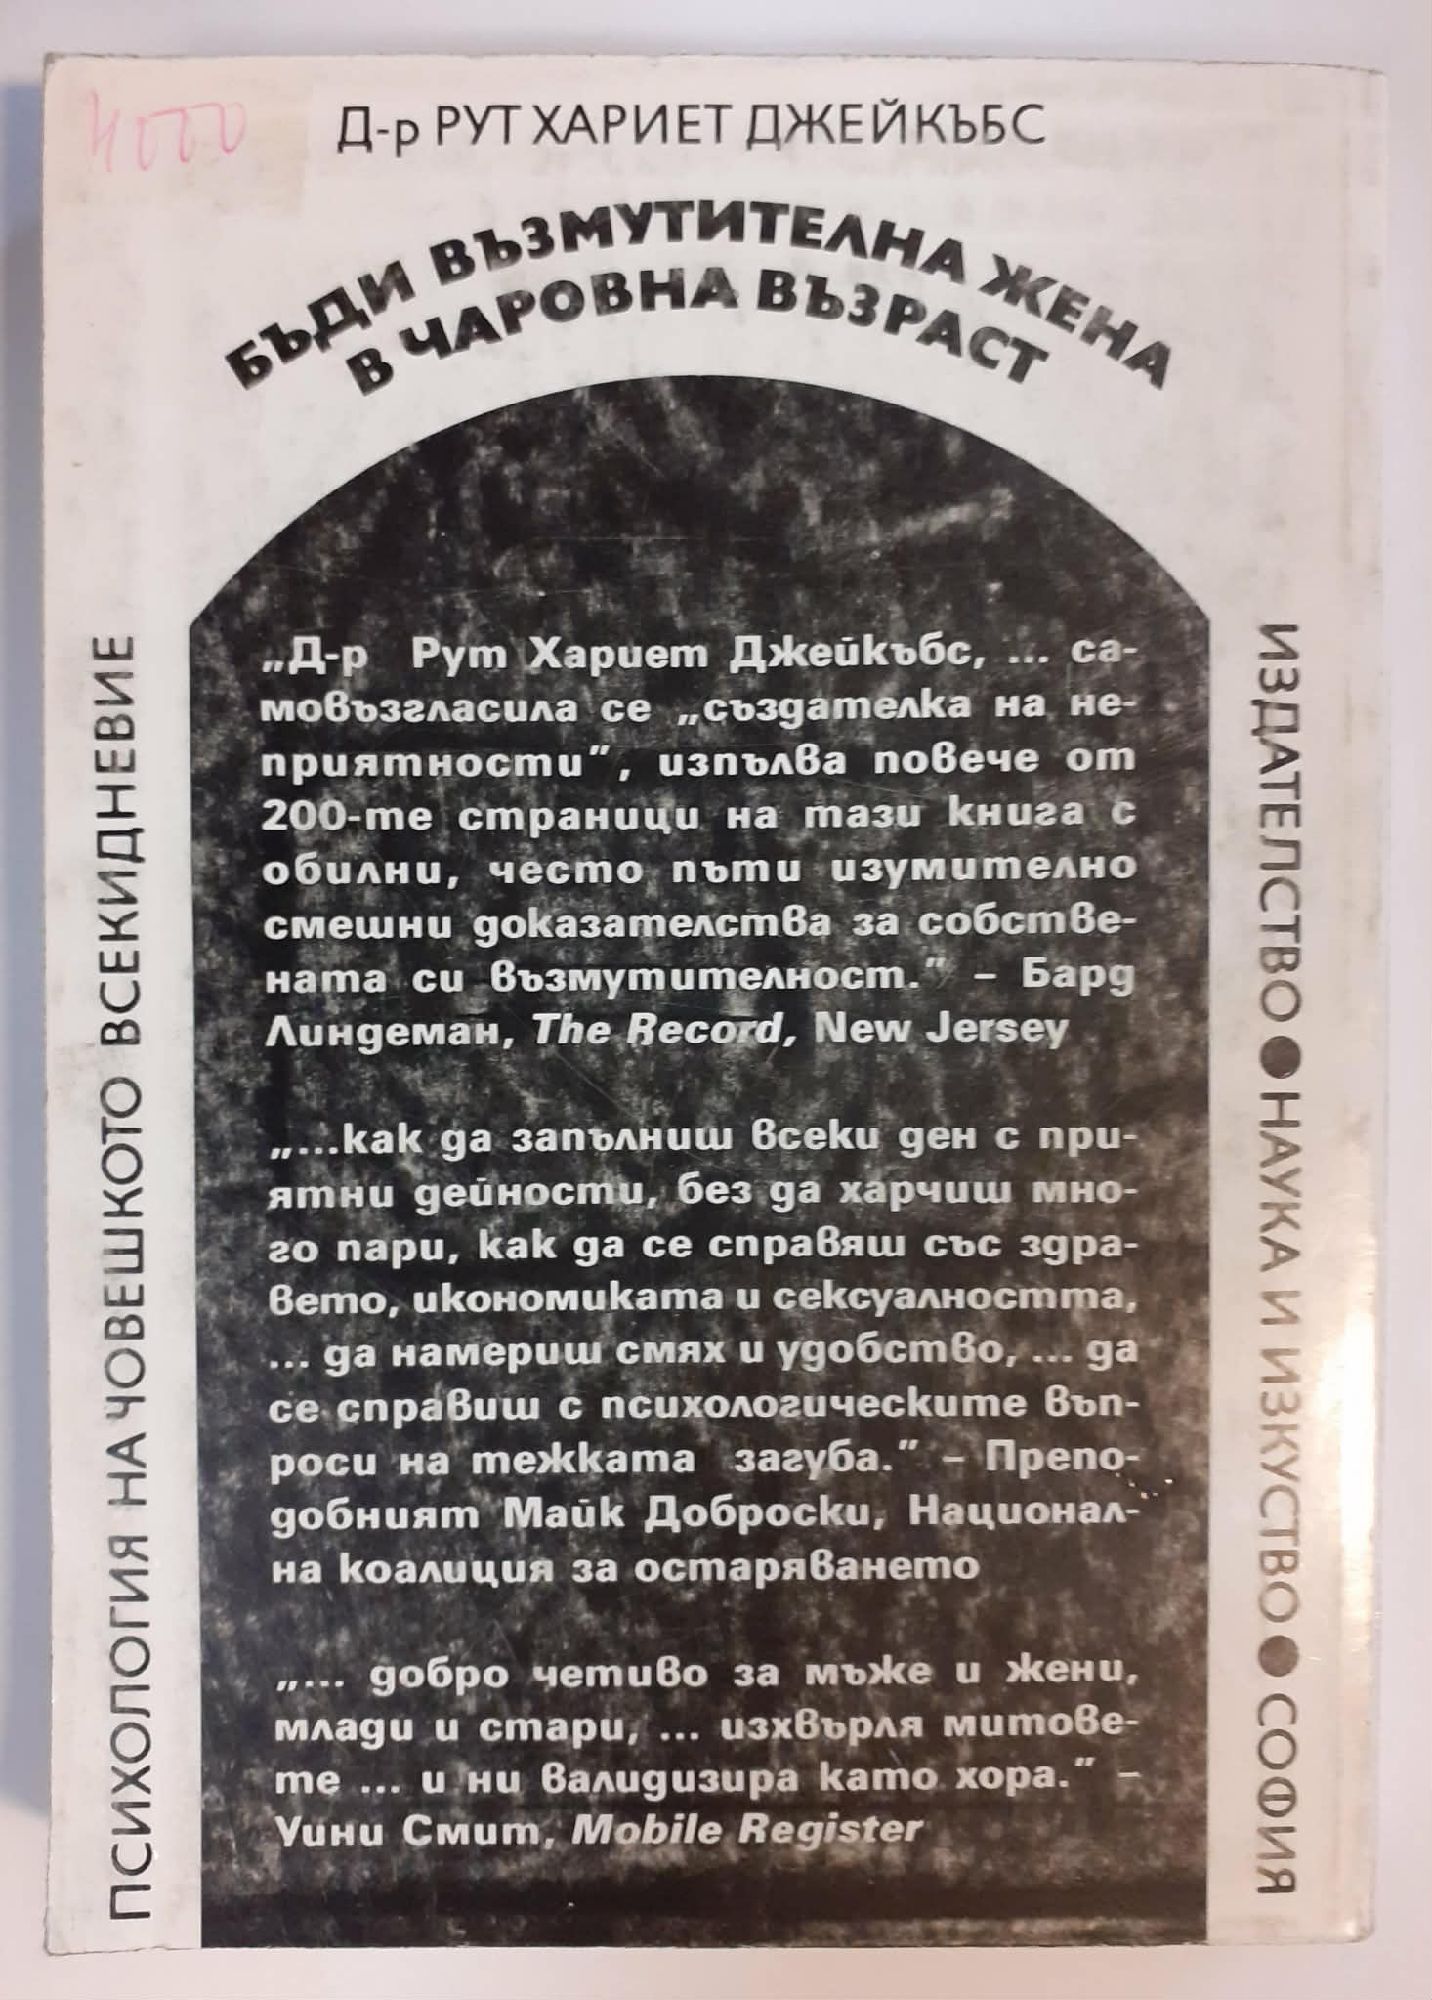 4000
Д-р РУТ ХАРИЕТ ДЖЕЙКЪБС
БЪДИ ВЪЗМУТИТЕЛНА ЖЕНА
В ЧАРОВНА ВЪЗРАСТ
ПСИХОЛОГИЯ НА ЧОВЕШКОТО ВСЕКИДНЕВИЕ
„Д-р Рут Хариет Джейкъбс, ... са-
мовъзгласила се „създателка на не-
приятности”, изпълва повече от
200-те страници на тази книга с
обилни, често пъти изумително
смешни доказателства за собстве-
ната си възмутителност.” – Бард
Линдеман, The Record, New Jersey
„...как да запълниш всеки ден с при-
ятни дейности, без да харчиш мно-
го пари, как да се справяш със здра-
вето, икономиката и сексуалността,
... да намериш смях и удобство, ... да
се справиш с психологическите въп-
роси на тежката загуба.” – Препо-
добният Майк Доброски, Национал-
на коалиция за остаряването
„... добро четиво за мъже и жени,
млади и стари, ... изхвърля митове-
те ... и ни валидизира като хора.” –
Уини Смит, Mobile Register
ИЗДАТЕЛСТВО ● НАУКА И ИЗКУСТВО ● СОФИЯ